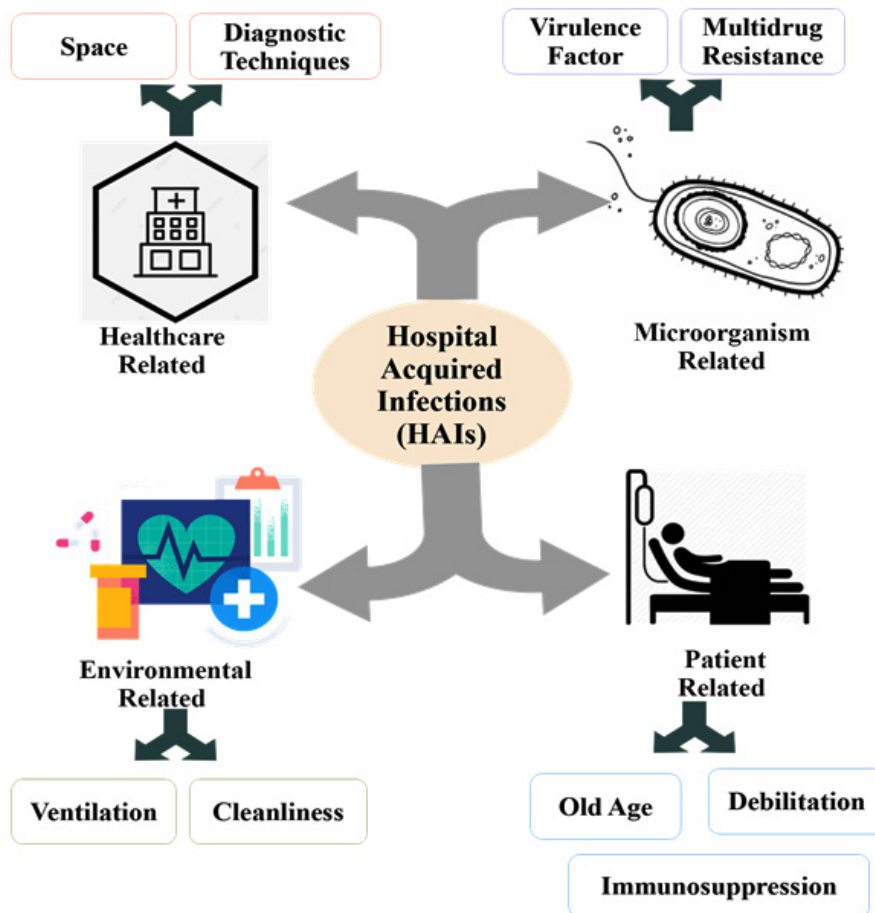 Space
Diagnostic
Techniques
Virulence
Factor
Multidrug
Resistance
Healthcare
Related
Microorganism
Related
Hospital
Acquired
Infections
(HAIs)
Environmental
Related
Patient
Related
Ventilation
Cleanliness
Old Age
Debilitation
Immunosuppression